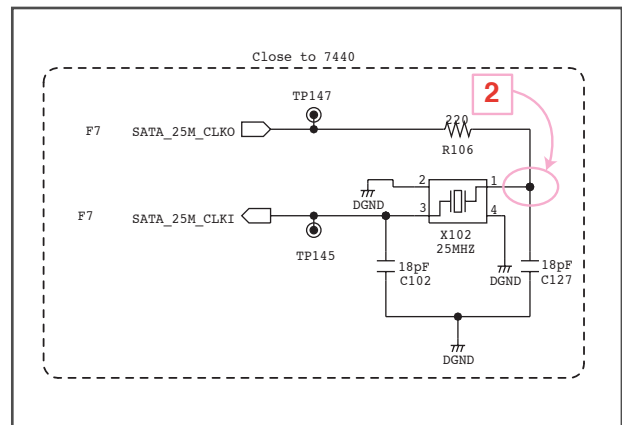 Close to 7440
TP147
2
220
F7 SATA_25M_CLKO
R106
2 1
DGND
F7 SATA_25M_CLKI
3 4
X102
TP145
25MHZ
18pF
C102
DGND
18pF
C127
DGND